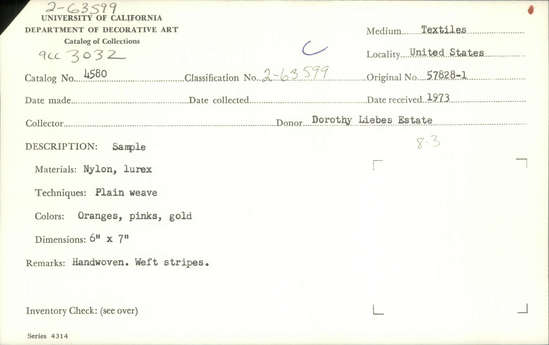 2-63599
UNIVERSITY OF CALIFORNIA
DEPARTMENT OF DECORATIVE ART
Catalog of Collections
acc 3032
Medium Textiles
Locality United States
C
Catalog No. 4580 Classification No. 2-63599 Original No. 57828-1
Date made Date collected Date received 1973
Collector Donor Dorothy Liebes Estate
DESCRIPTION: Sample
8-3
Materials: Nylon, lurex
Techniques: Plain weave
Colors: Oranges, pinks, gold
Dimensions: 6" x 7"
Remarks: Handwoven. Weft stripes.
Inventory Check: (see over)
Series 4314